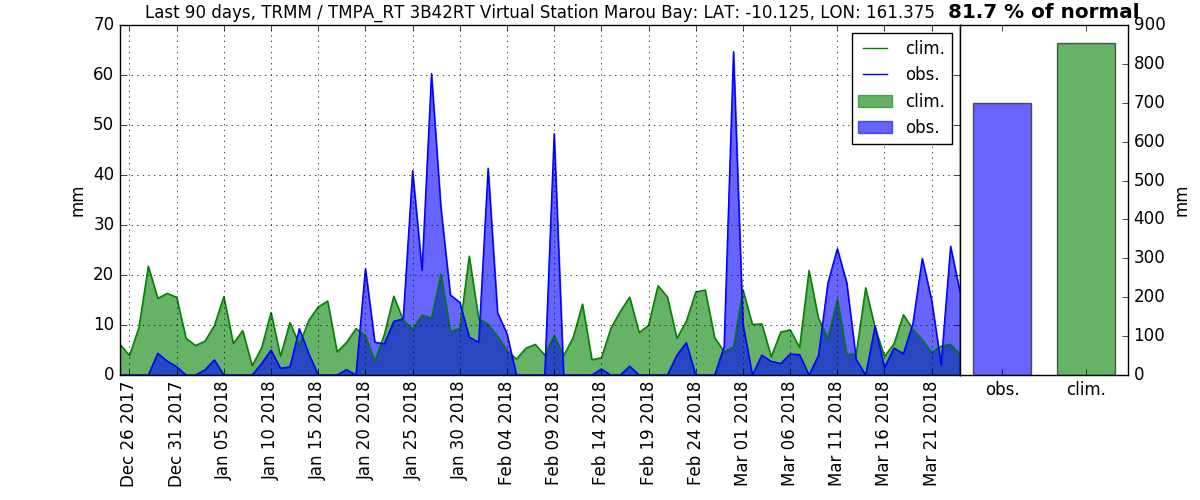 Last 90 days, TRMM / TMPA_RT 3B42RT Virtual Station Marou Bay: LAT: -10.125, LON: 161.375
81.7 % of normal
70
60
50
40
30
20
10
0
mm
clim.
obs.
clim.
obs.
Dec 26 2017
Dec 31 2017
Jan 05 2018
Jan 10 2018
Jan 15 2018
Jan 20 2018
Jan 25 2018
Jan 30 2018
Feb 04 2018
Feb 09 2018
Feb 14 2018
Feb 19 2018
Feb 24 2018
Mar 01 2018
Mar 06 2018
Mar 11 2018
Mar 16 2018
Mar 21 2018
900
800
700
600
500
400
300
200
100
0
mm
obs.
clim.